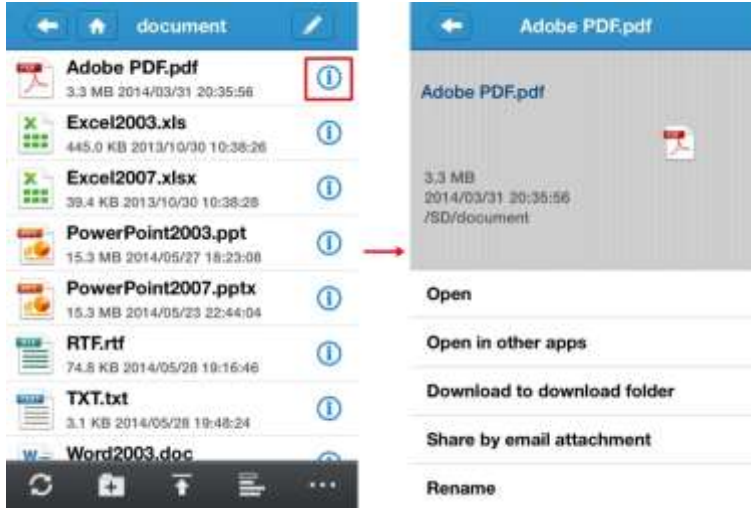 document
Adobe PDF.pdf
3.3 MB 2014/03/31 20:35:56
Excel2003.xls
445.0 KB 2013/10/30 10:38:26
Excel2007.xlsx
39.4 KB 2013/10/30 10:38:28
PowerPoint2003.ppt
15.3 MB 2014/05/27 18:23:08
PowerPoint2007.pptx
15.3 MB 2014/05/23 22:44:04
RTF.rtf
74.8 KB 2014/05/28 19:16:46
TXT.txt
3.1 KB 2014/05/28 19:48:24
Word2003.doc
Adobe PDF.pdf
Adobe PDF.pdf
3.3 MB
2014/03/31 20:35:56
/SD/document
Open
Open in other apps
Download to download folder
Share by email attachment
Rename